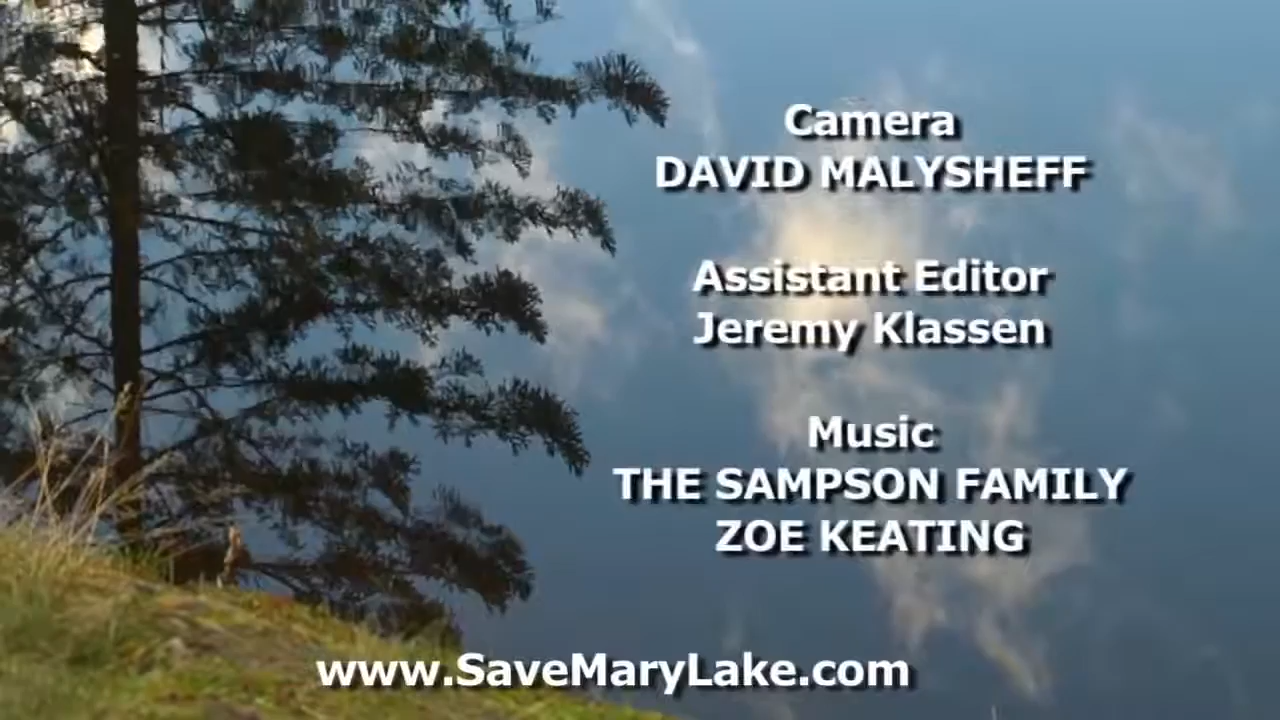 Camera
DAVID MALYSHEFF
Assistant Editor
Jeremy Klassen
Music
THE SAMPSON FAMILY
ZOE KEATING
www.SaveMaryLake.com